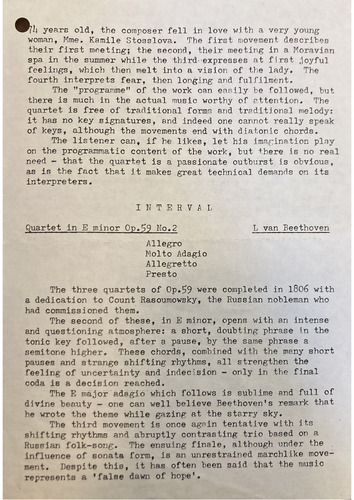 74 years old, the composer fell in love with a very young
woman, Mme. Kamile Stosslova. The first movement describes
their first meeting; the second, their meeting in a Moravian
spa in the summer while the third expresses at first joyful
feelings, which then melt into a vision of the lady. The
fourth interprets fear, then longing and fulfilment.
The "programme" of the work can easily be followed, but
there is much in the actual music worthy of attention. The
quartet is free of traditional forms and traditional melody:
it has no key signatures, and indeed one cannot really speak
of keys, although the movements end with diatonic chords.
The listener can, if he likes, let his imagination play
on the programmatic content of the work, but there is no real
need - that the quartet is a passionate outburst is obvious,
as is the fact that it makes great technical demands on its
interpreters.
INTERVAL
Quartet in E minor Op.59 No.2 L van Beethoven
Allegro
Molto Adagio
Allegretto
Presto
The three quartets of Op.59 were completed in 1806 with
a dedication to Count Rasoumowsky, the Russian nobleman who
had commissioned them.
The second of these, in E minor, opens with an intense
and questioning atmosphere: a short, doubting phrase in the
tonic key followed, after a pause, by the same phrase a
semitone higher. These chords, combined with the many short
pauses and strange shifting rhythms, all strengthen the
feeling of uncertainty and indecision - only in the final
coda is a decision reached.
The E major adagio which follows is sublime and full of
divine beauty - one can well believe Beethoven's remark that
he wrote the theme while gazing at the starry sky.
The third movement is once again tentative with its
shifting rhythms and abruptly contrasting trio based on a
Russian folk-song. The ensuing finale, although under the
influence of sonata form, is an unrestrained marchlike move-
ment. Despite this, it has often been said that the music
represents a 'false dawn of hope'.